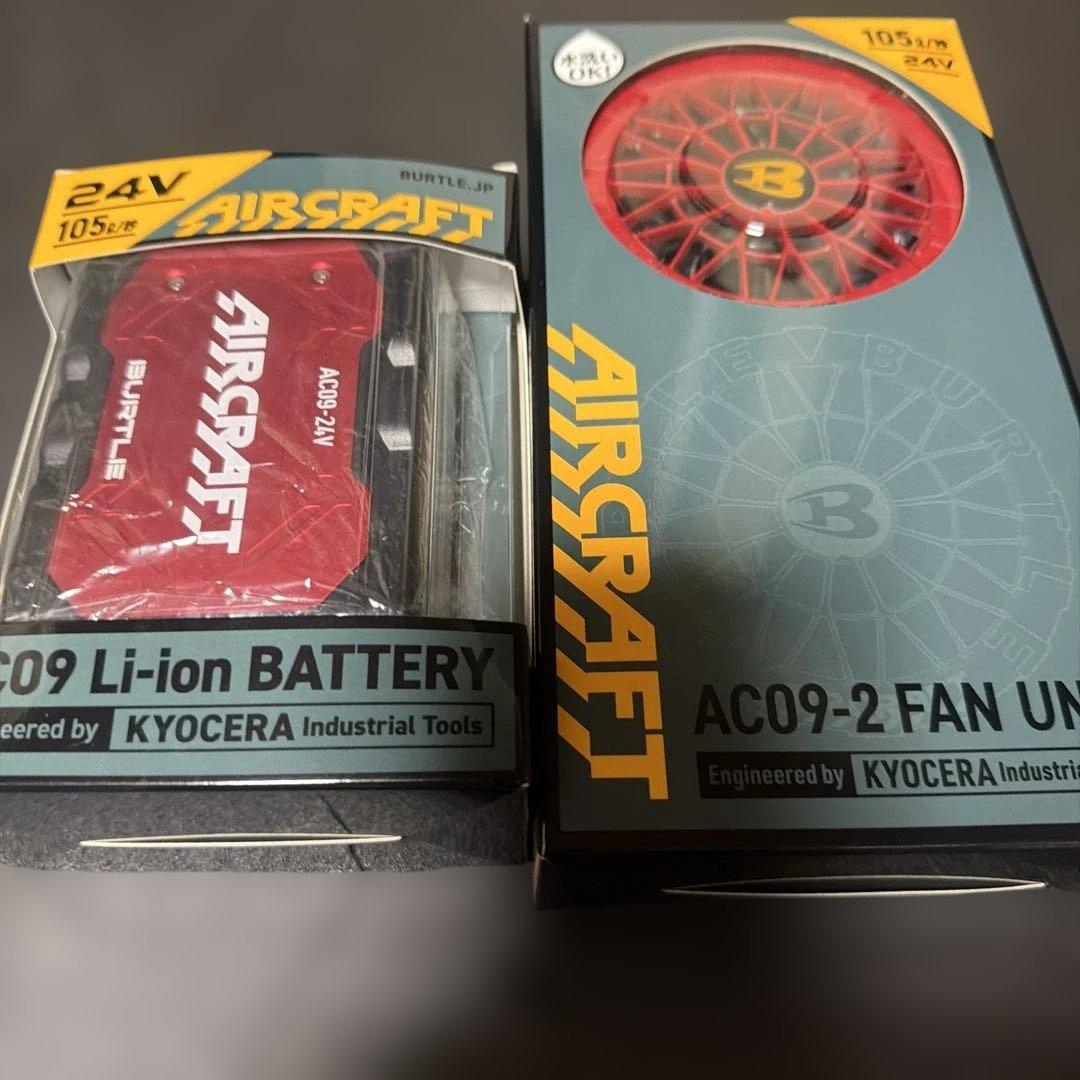 24V
105ℓ/秒
BURTLE.JP
AIRCRAFT
AIRCRAFT
AC09-24V
BURTLE
C09 Li-ion BATTERY
eered by KYOCERA Industrial Tools
水洗い
OK!
105ℓ/秒
24V
B
AIRCRAFT
B
AC09-2 FAN UN
Engineered by KYOCERA Industria